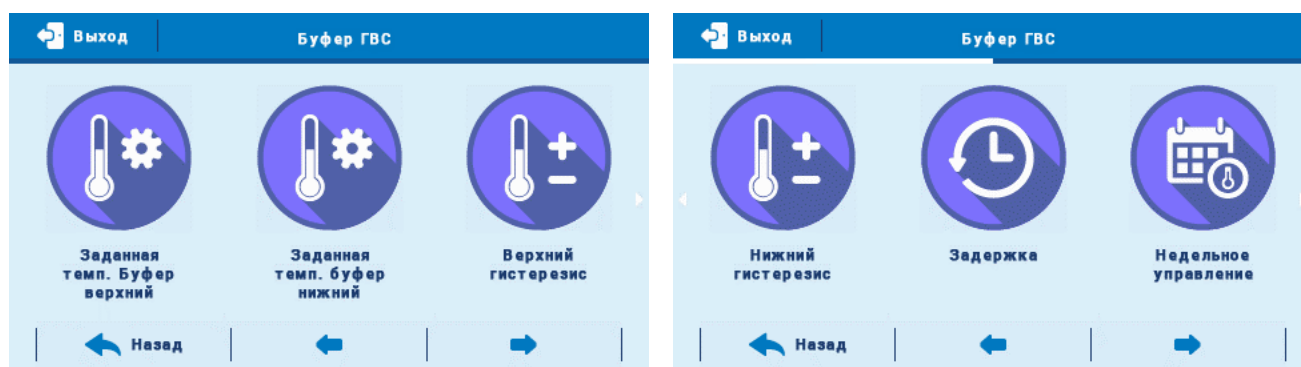 Выход
Буфер ГВС
Заданная
темп. Буфер
верхний
Заданная
темп. буфер
нижний
Верхний
гистерезис
Назад
Выход
Буфер ГВС
Нижний
гистерезис
Задержка
Недельное
управление
Назад